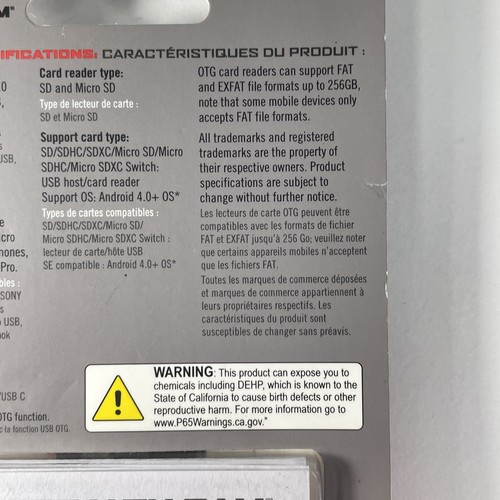 M
IFICATIONS: CARACTÉRISTIQUES DU PRODUIT :
Card reader type:
SD and Micro SD
Type de lecteur de carte :
SD et Micro SD
Support card type:
SD/SDHC/SDXC/Micro SD/Micro
SDHC/Micro SDXC Switch:
USB host/card reader
Support OS: Android 4.0+ OS*
Types de cartes compatibles :
SD/SDHC/SDXC/Micro SD/
Micro SDHC/Micro SDXC Switch :
lecteur de carte/hôte USB
SE compatible : Android 4.0+ OS*
OTG card readers can support FAT
and EXFAT file formats up to 256GB,
note that some mobile devices only
accepts FAT file formats.
All trademarks and registered
trademarks are the property of
their respective owners. Product
specifications are subject to
change without further notice.
Les lecteurs de carte OTG peuvent être
compatibles avec les formats de fichier
FAT et EXFAT jusqu'à 256 Go; veuillez noter
que certains appareils mobiles n'acceptent
que les fichiers FAT.
Toutes les marques de commerce déposées
et marques de commerce appartiennent à
leurs propriétaires respectifs. Les
caractéristiques du produit sont
susceptibles de changer sans préavis.
USB,
icro
hones,
Pro.
bles :
SONY
USB,
ook
USB C
OTG function.
c la fonction USB OTG.
WARNING: This product can expose you to
chemicals including DEHP, which is known to the
State of California to cause birth defects or other
reproductive harm. For more information go to
www.P65Warnings.ca.gov."